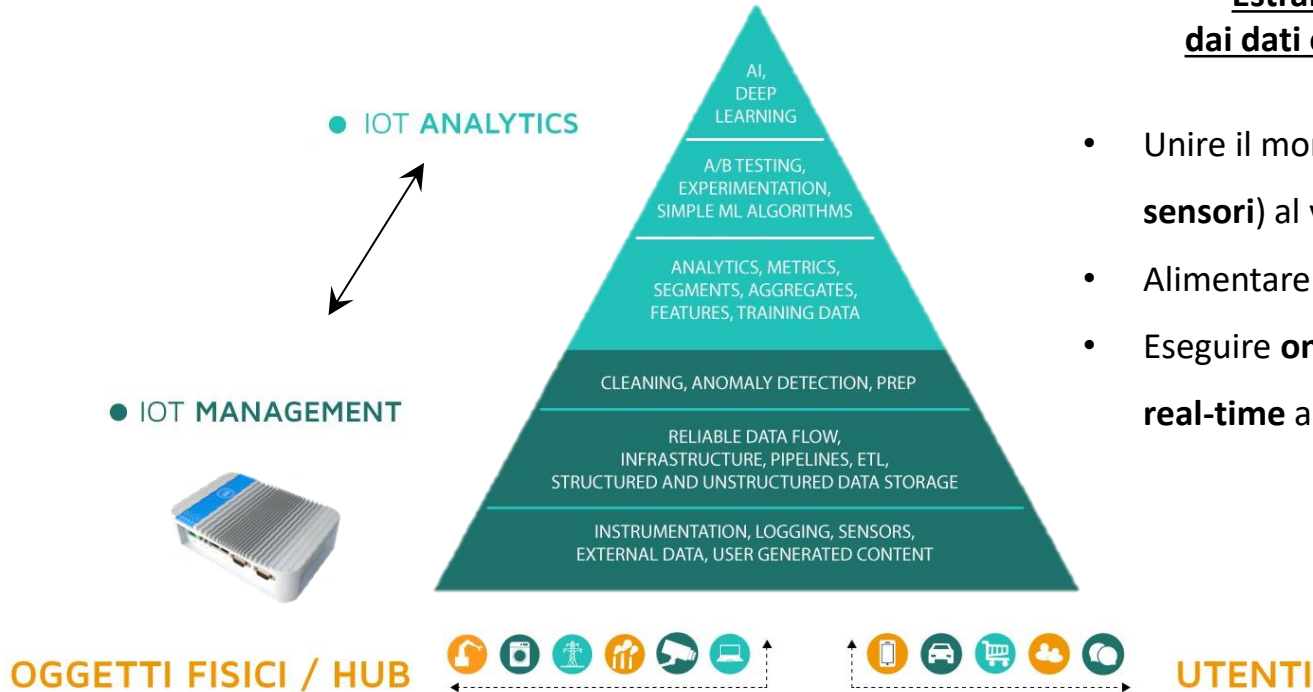 dai dati
AI,
DEEP
LEARNING
● IOT ANALYTICS
A/B TESTING,
EXPERIMENTATION,
SIMPLE ML ALGORITHMS
ANALYTICS, METRICS,
SEGMENTS, AGGREGATES,
FEATURES, TRAINING DATA
• Unire il
sensori) al
• Alimentare
• Eseguire
real-time
CLEANING, ANOMALY DETECTION, PREP
● IOT MANAGEMENT
RELIABLE DATA FLOW,
INFRASTRUCTURE, PIPELINES, ETL,
STRUCTURED AND UNSTRUCTURED DATA STORAGE
INSTRUMENTATION, LOGGING, SENSORS,
EXTERNAL DATA, USER GENERATED CONTENT
OGGETTI FISICI / HUB
UTENTI